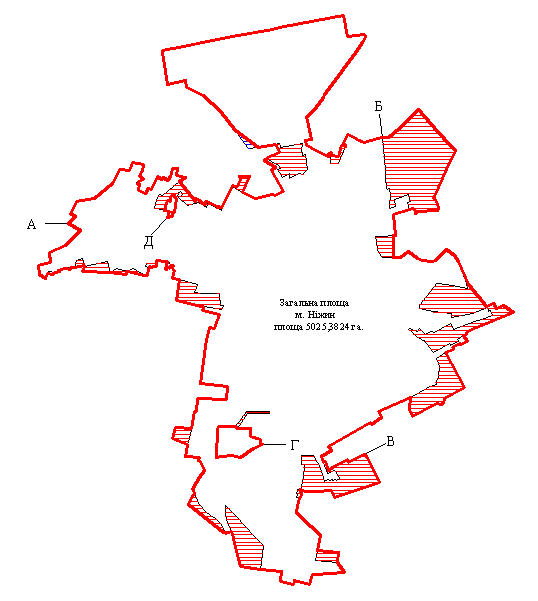 Б
А
Д
Загальна площа
м. Ніжин
площа 5025,3824 га.
Г
В